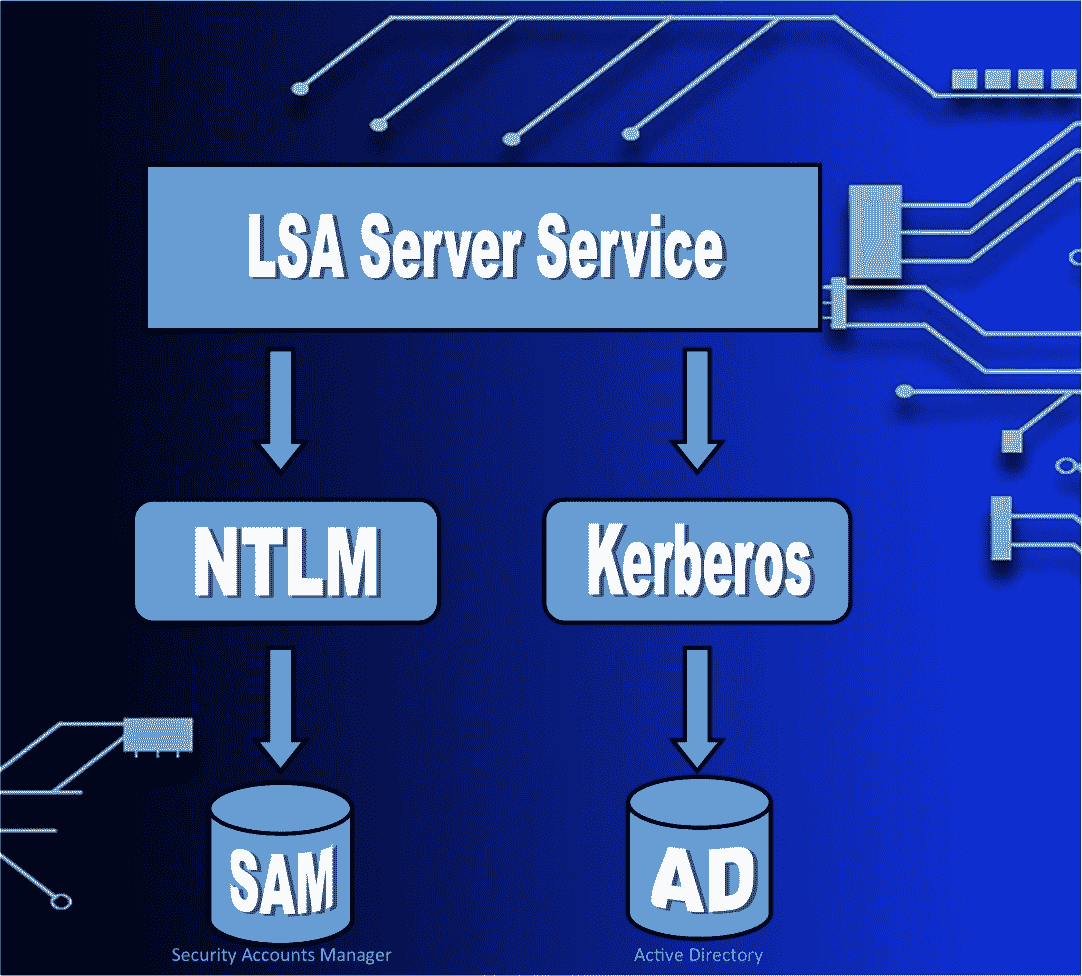 LSA Server Service
NTLM
Kerberos
SAM
AD
Security Accounts Manager
Active Directory